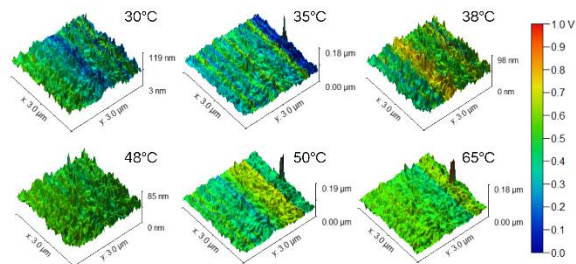 30°C
119 nm
3 nm
x: 3.0 µm
y: 3.0 µm
35°C
0.18 µm
0.00 µm
x: 3.0 µm
y: 3.0 µm
38°C
98 nm
0 nm
x: 3.0 µm
y: 3.0 µm
48°C
85 nm
0 nm
x: 3.0 µm
y: 3.0 µm
50°C
0.19 µm
0.00 µm
x: 3.0 µm
y: 3.0 µm
65°C
0.18 µm
0.00 µm
x: 3.0 µm
y: 3.0 µm
1.0 V
0.9
0.8
0.7
0.6
0.5
0.4
0.3
0.2
0.1
0.0